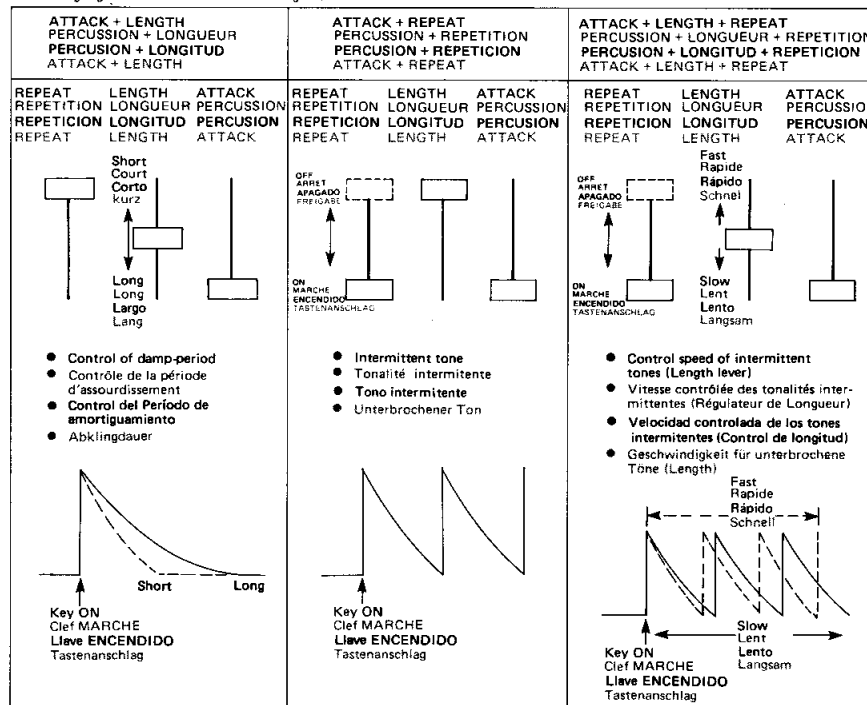 ATTACK + LENGTH
PERCUSSION + LONGUEUR
PERCUSION + LONGITUD
ATTACK + LENGTH
REPEAT LENGTH ATTACK
REPETITION LONGUEUR PERCUSSION
REPETICION LONGITUD PERCUSION
REPEAT LENGTH ATTACK
Short
Court
Corto
kurz
Long
Long
Largo
Lang
● Control of damp-period
● Contrôle de la période
d'assourdissement
● Control del Período de
amortiguamiento
● Abklingdauer
Short Long
Key ON
Clef MARCHE
Llave ENCENDIDO
Tastenanschlag
ATTACK + REPEAT
PERCUSSION + REPETITION
PERCUSION + REPETICION
ATTACK + REPEAT
REPEAT LENGTH ATTACK
REPETITION LONGUEUR PERCUSSION
REPETICION LONGITUD PERCUSION
REPEAT LENGTH ATTACK
OFF
ARRET
APAGADO
FREIGABE
ON
MARCHE
ENCENDIDO
TASTENANSCHLAG
● Intermittent tone
● Tonalité intermitente
● Tono intermitente
● Unterbrochener Ton
Key ON
Clef MARCHE
Llave ENCENDIDO
Tastenanschlag
ATTACK + LENGTH + REPEAT
PERCUSSION + LONGUEUR + REPETITION
PERCUSION + LONGITUD + REPETICION
ATTACK + LENGTH + REPEAT
REPEAT LENGTH ATTACK
REPETITION LONGUEUR PERCUSSIO
REPETICION LONGITUD PERCUSION
REPEAT LENGTH ATTACK
OFF
ARRET
APAGADO
FREIGABE
ON
MARCHE
ENCENDIDO
TASTENANSCHLAG
Fast
Rapide
Rápido
Schnel
Slow
Lent
Lento
Langsam
● Control speed of intermittent
tones (Length lever)
● Vitesse contrôlée des tonalités inter-
mittentes (Régulateur de Longueur)
● Velocidad controlada de los tones
intermitentes (Control de longitud)
● Geschwindigkeit für unterbrochene
Töne (Length)
Fast
Rapide
Rápido
Schnell
Slow
Lent
Lento
Langsam
Key ON
Clef MARCHE
Llave ENCENDIDO
Tastenanschlag